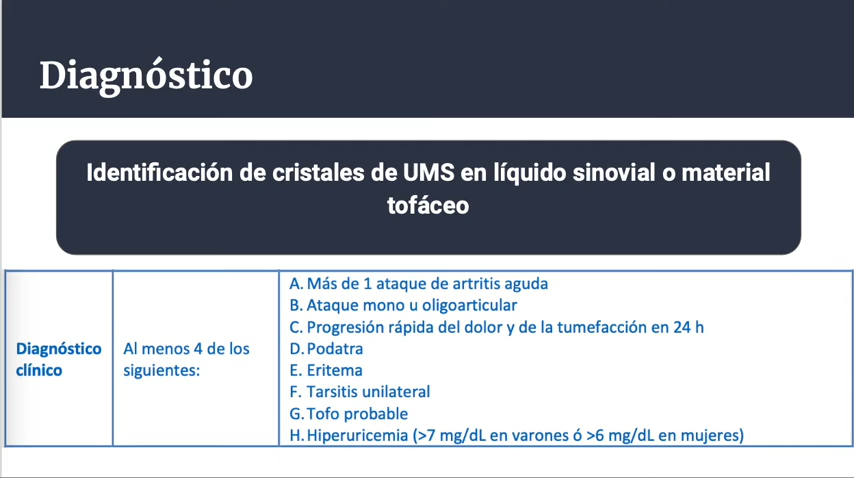 Diagnóstico
Identificación de cristales de UMS en líquido sinovial o material
tofáceo
Diagnóstico
clínico
Al menos 4 de los
siguientes:
A. Más de 1 ataque de artritis aguda
B. Ataque mono u oligoarticular
C. Progresión rápida del dolor y de la tumefacción en 24 h
D. Podatra
E. Eritema
F. Tarsitis unilateral
G. Tofo probable
H. Hiperuricemia (>7 mg/dL en varones ó >6 mg/dL en mujeres)